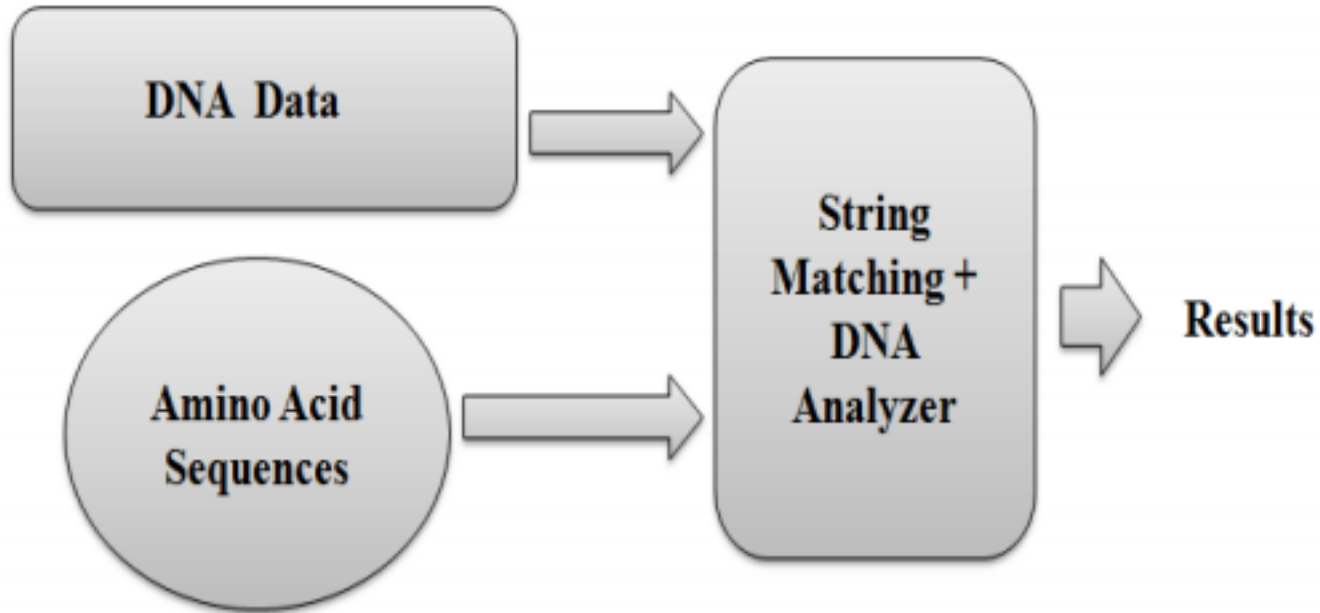 DNA Data
Amino Acid
Sequences
String
Matching +
DNA
Analyzer
Results